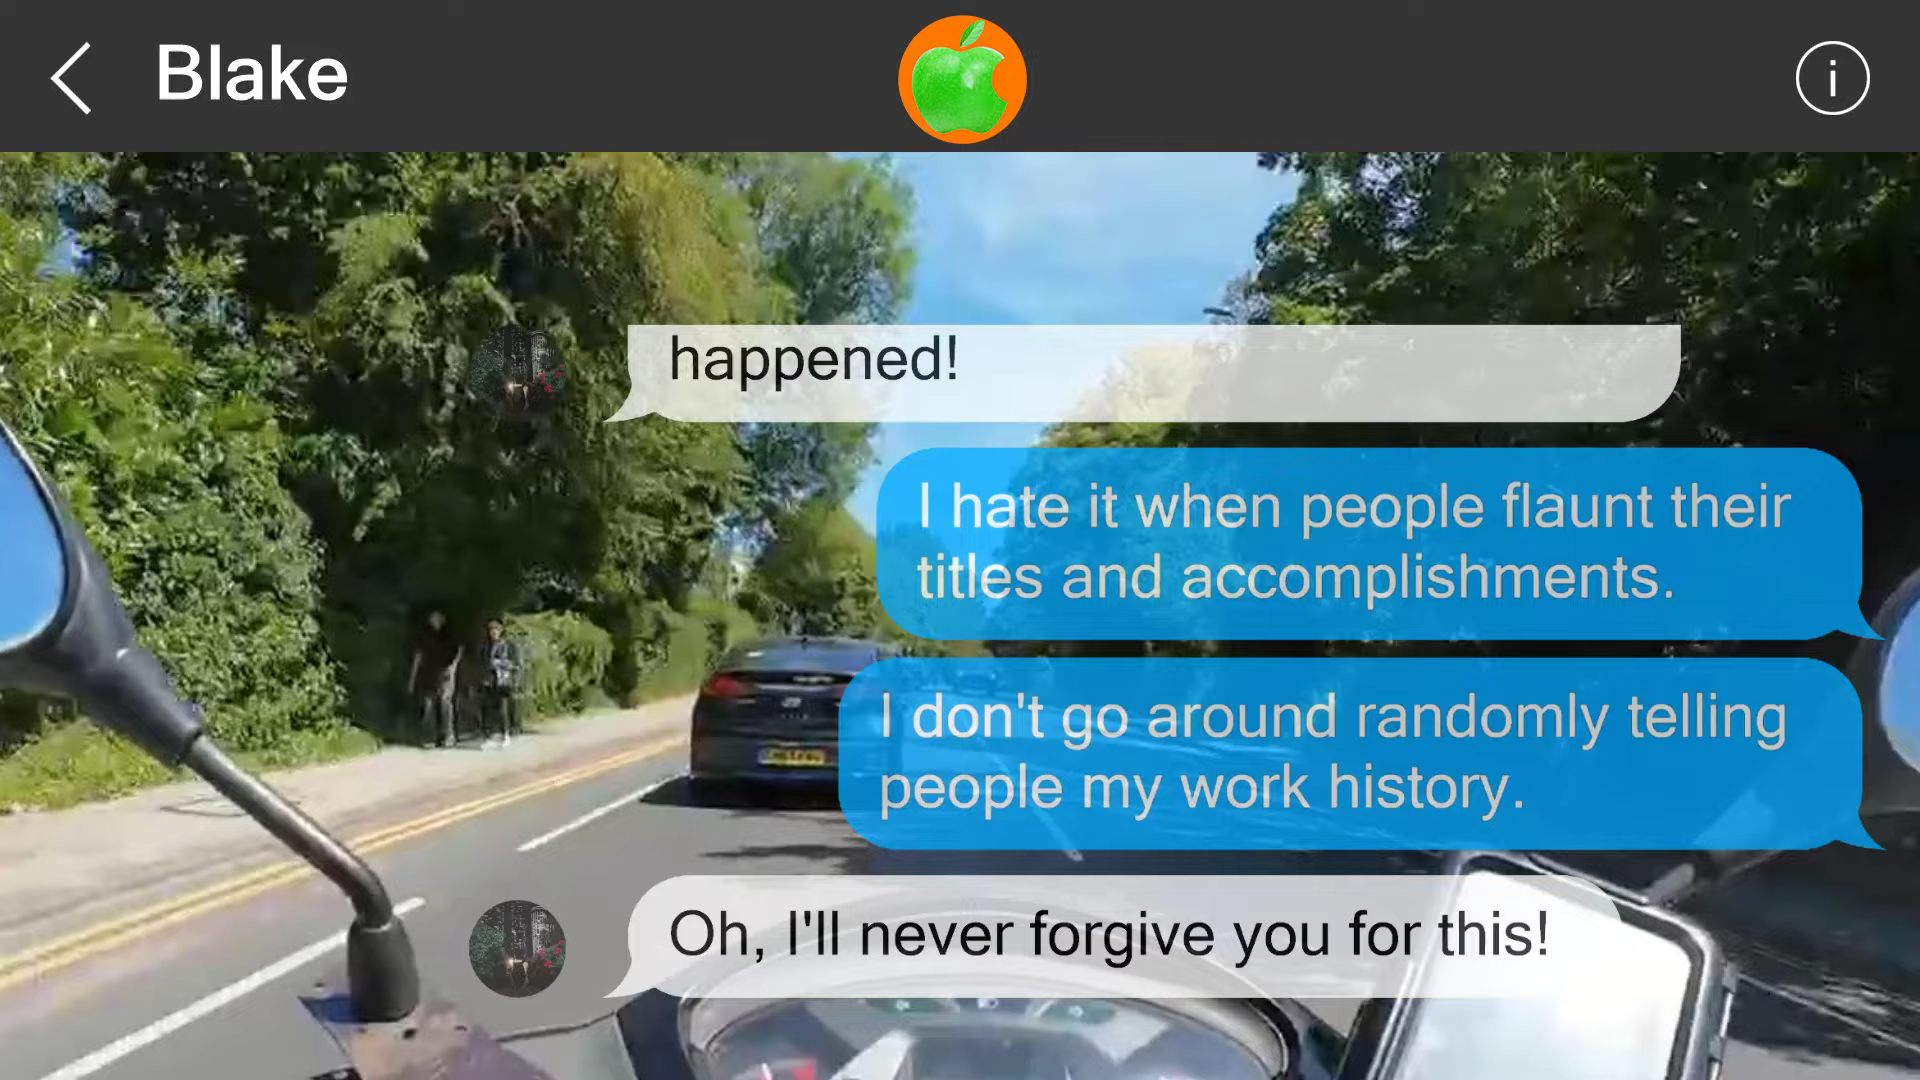 Blake
i
happened!
I hate it when people flaunt their
titles and accomplishments.
I don't go around randomly telling
people my work history.
Oh, I'll never forgive you for this!